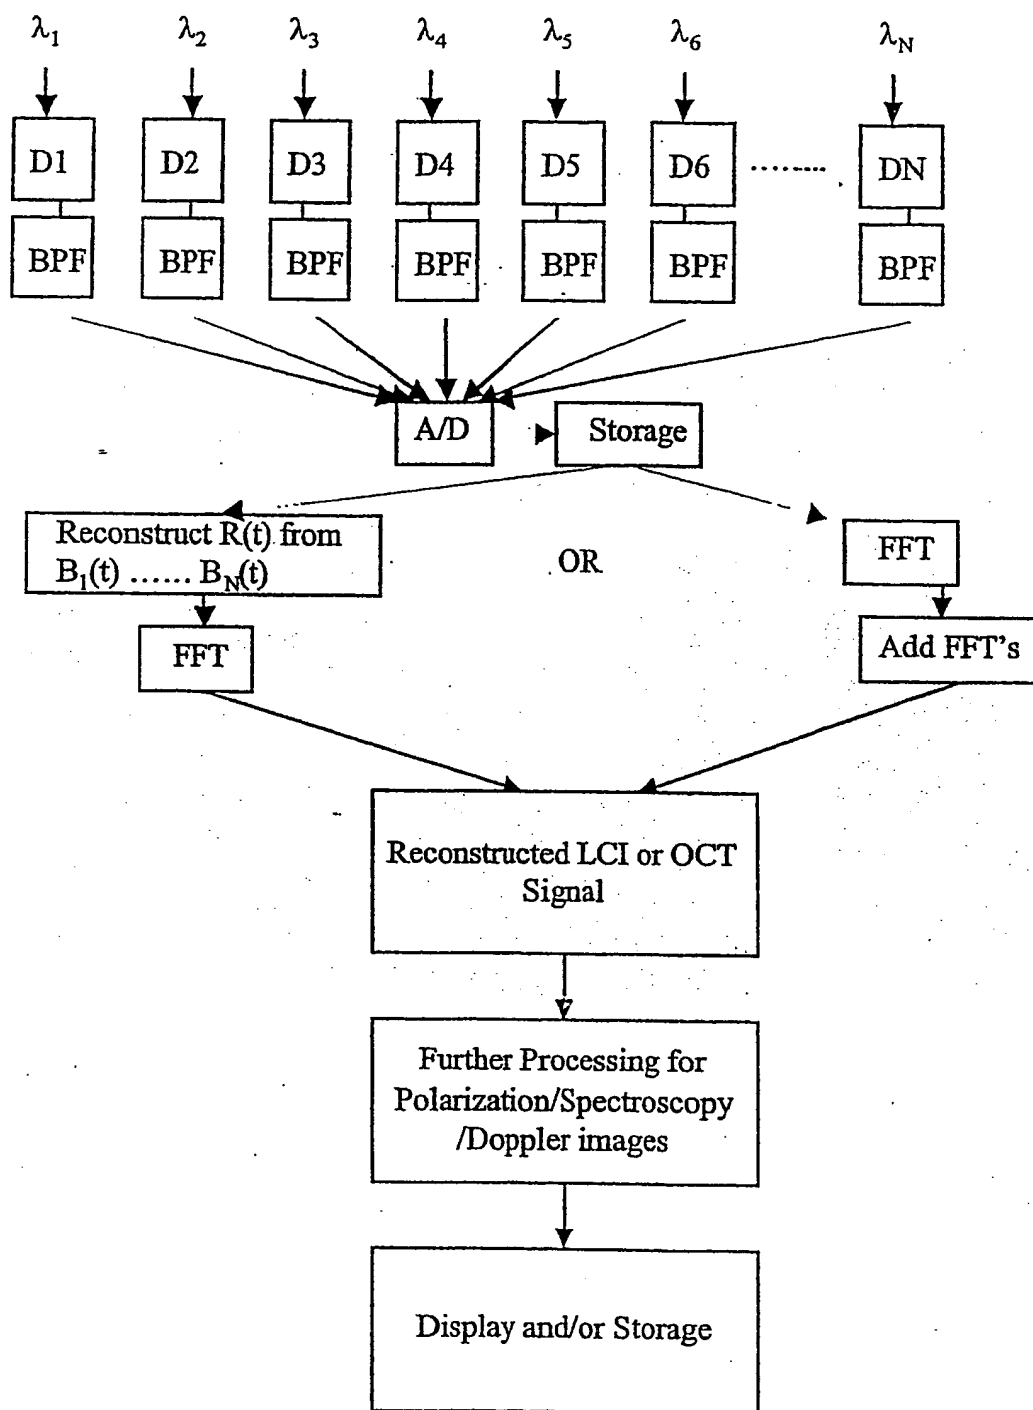 λ1 λ2 λ3 λ4 λ5 λ6 λN
D1 D2 D3 D4 D5 D6 ........ DN
BPF BPF BPF BPF BPF BPF BPF
A/D Storage
Reconstruct R(t) from
B1(t) ...... BN(t)
OR
FFT
FFT
Add FFT's
Reconstructed LCI or OCT
Signal
Further Processing for
Polarization/Spectroscopy
/Doppler images
Display and/or Storage